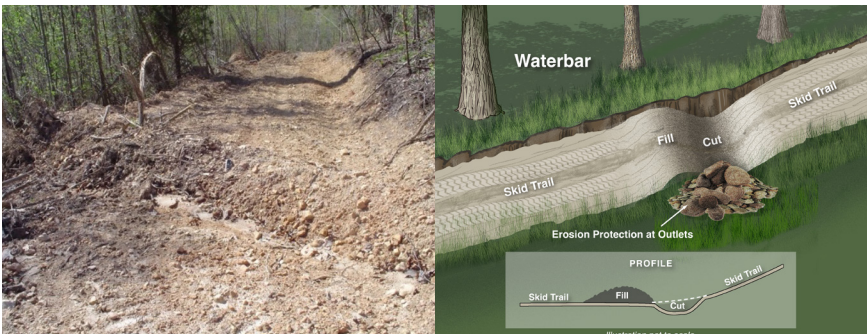 Waterbar
Skid Trail
Fill
Cut
Skid Trail
Erosion Protection at Outlets
PROFILE
Skid Trail
Fill
Cut
Skid Trail